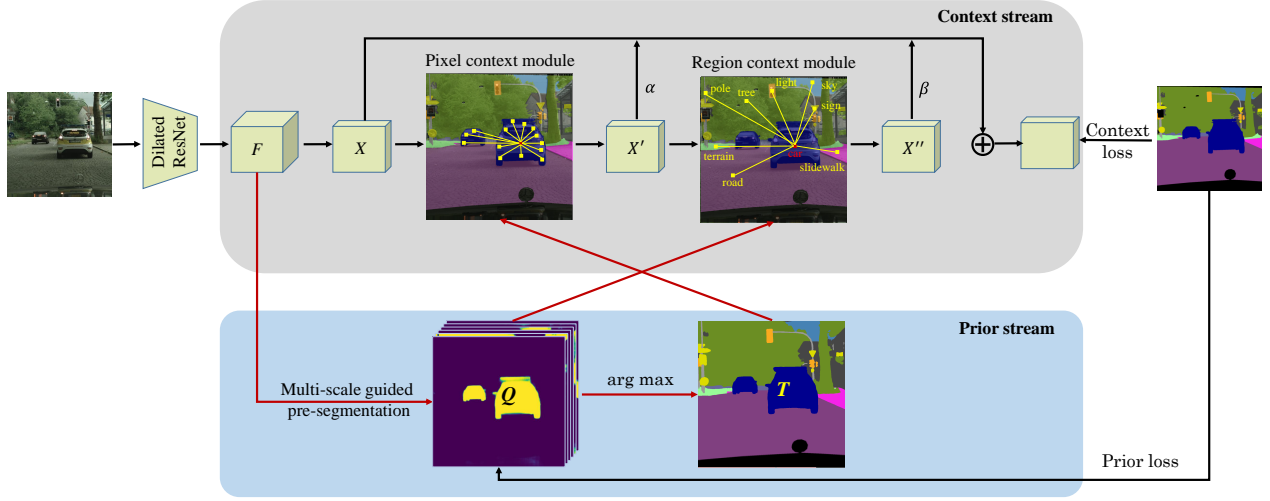 Context stream
Pixel context module
Region context module
Dilated
ResNet
F
X
α
X′
pole
tree
light
sky
sign
terrain
car
road
slidewalk
β
X′′
Context
loss
Prior stream
Multi-scale guided
pre-segmentation
Q
arg max
T
Prior loss